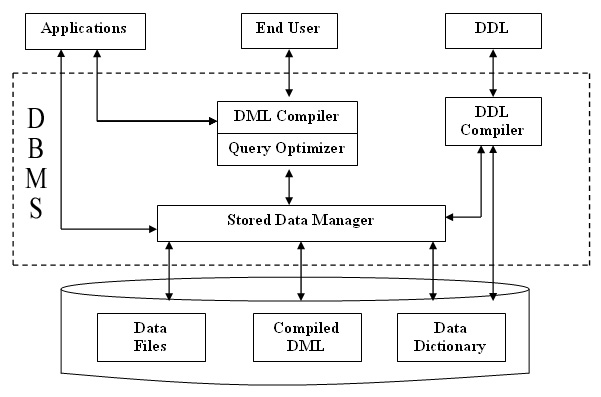 Applications
End User
DDL
DBMS
DML Compiler
Query Optimizer
DDL
Compiler
Stored Data Manager
Data
Files
Compiled
DML
Data
Dictionary